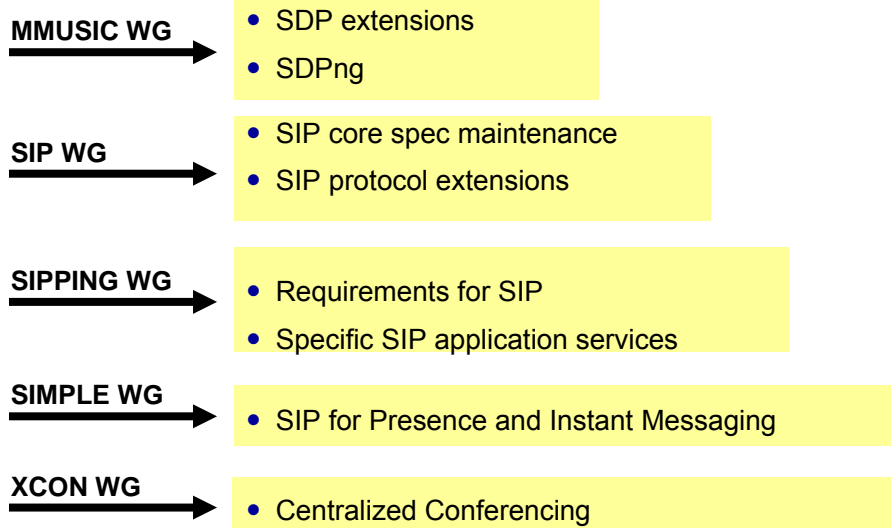 MMUSIC WG
• SDP extensions
• SDPng
SIP WG
• SIP core spec maintenance
• SIP protocol extensions
SIPPING WG
• Requirements for SIP
• Specific SIP application services
SIMPLE WG
• SIP for Presence and Instant Messaging
XCON WG
• Centralized Conferencing